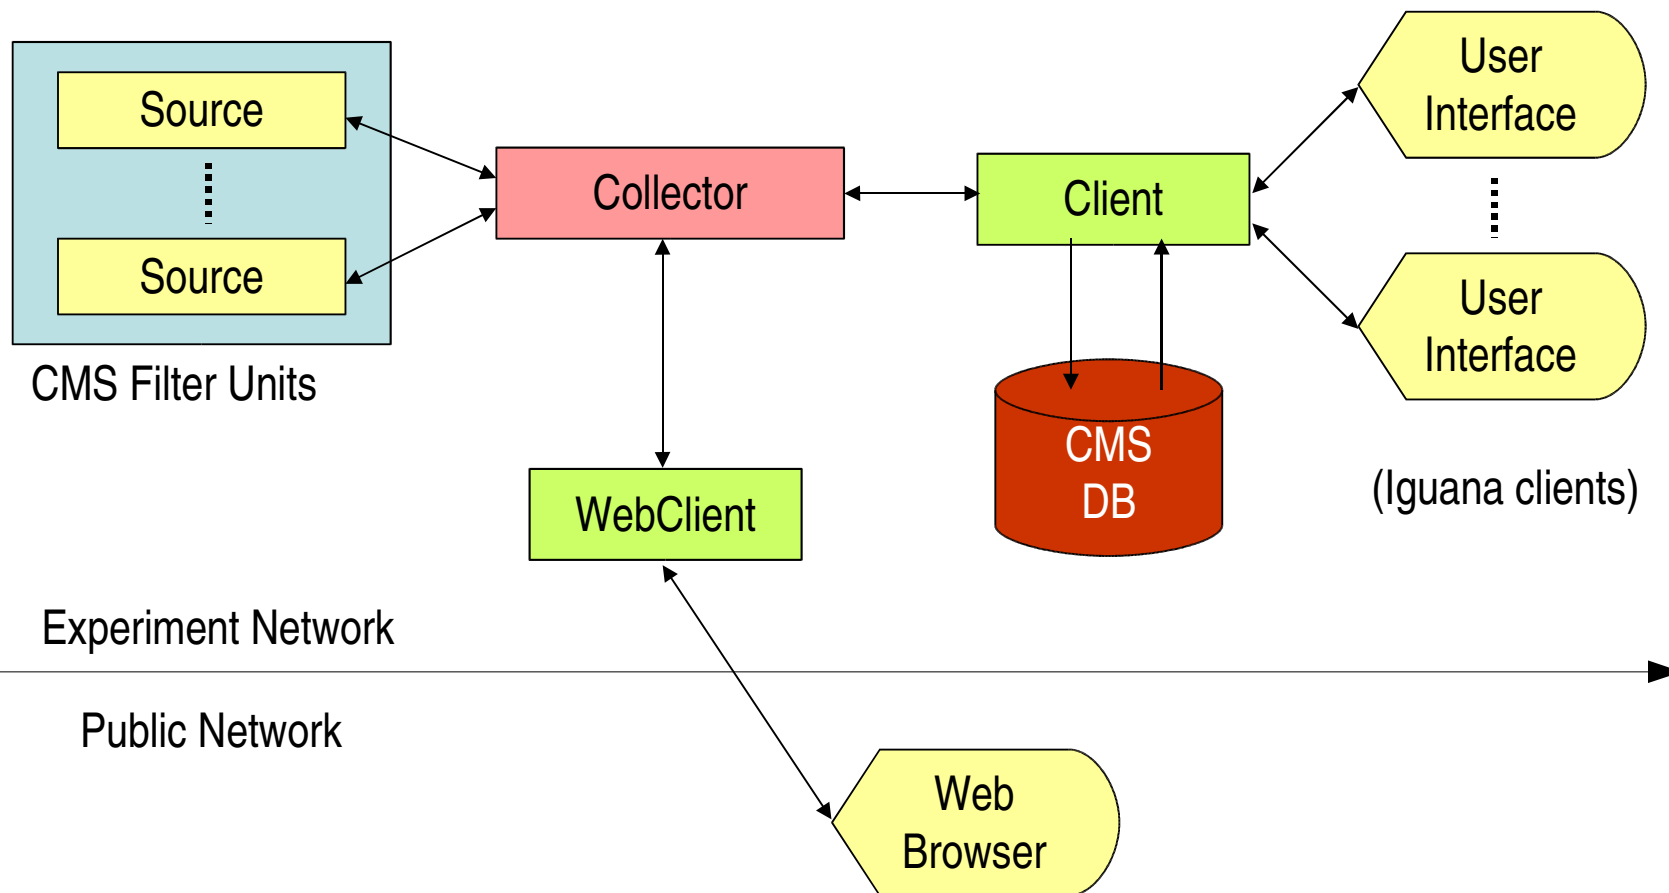 Source
Source
CMS Filter Units
Collector
Client
User
Interface
User
Interface
CMS
DB
(Iguana clients)
WebClient
Experiment Network
Public Network
Web
Browser